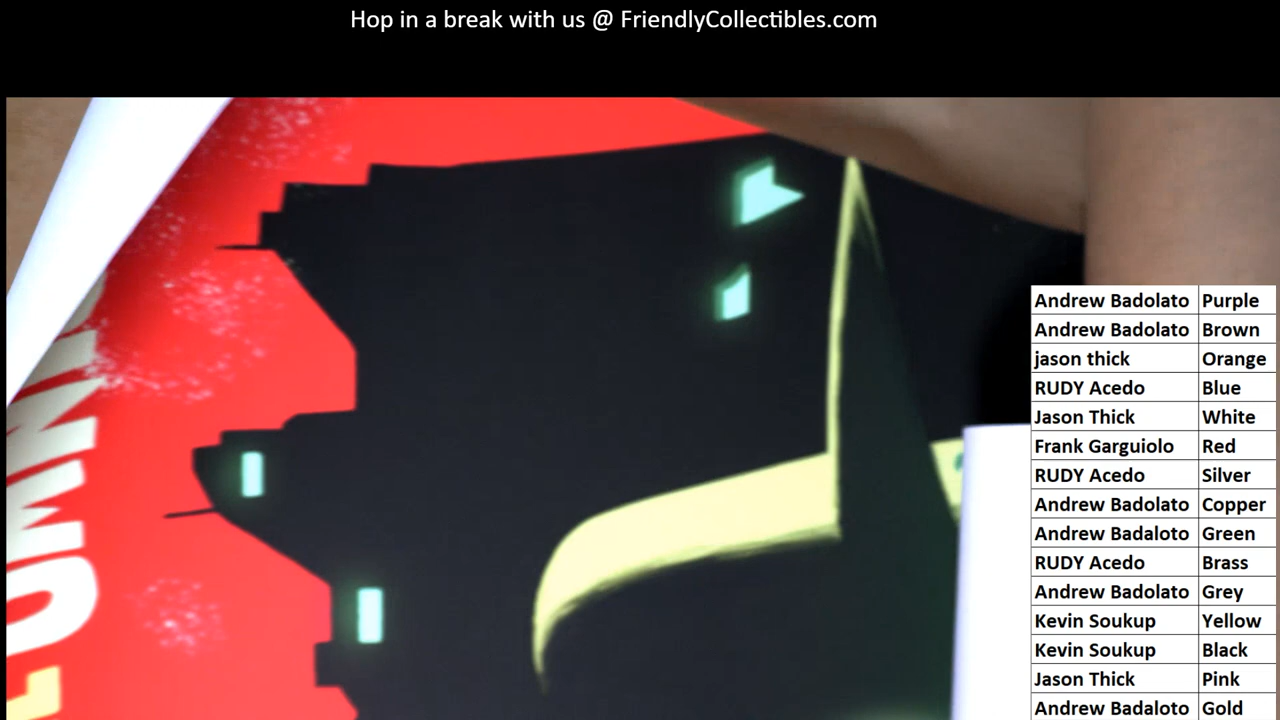 Hop in a break with us @ FriendlyCollectibles.com
Andrew Badolato Purple
Andrew Badolato Brown
jason thick Orange
RUDY Acedo Blue
Jason Thick White
Frank Garguiolo Red
RUDY Acedo Silver
Andrew Badolato Copper
Andrew Badaloto Green
RUDY Acedo Brass
Andrew Badolato Grey
Kevin Soukup Yellow
Kevin Soukup Black
Jason Thick Pink
Andrew Badaloto Gold